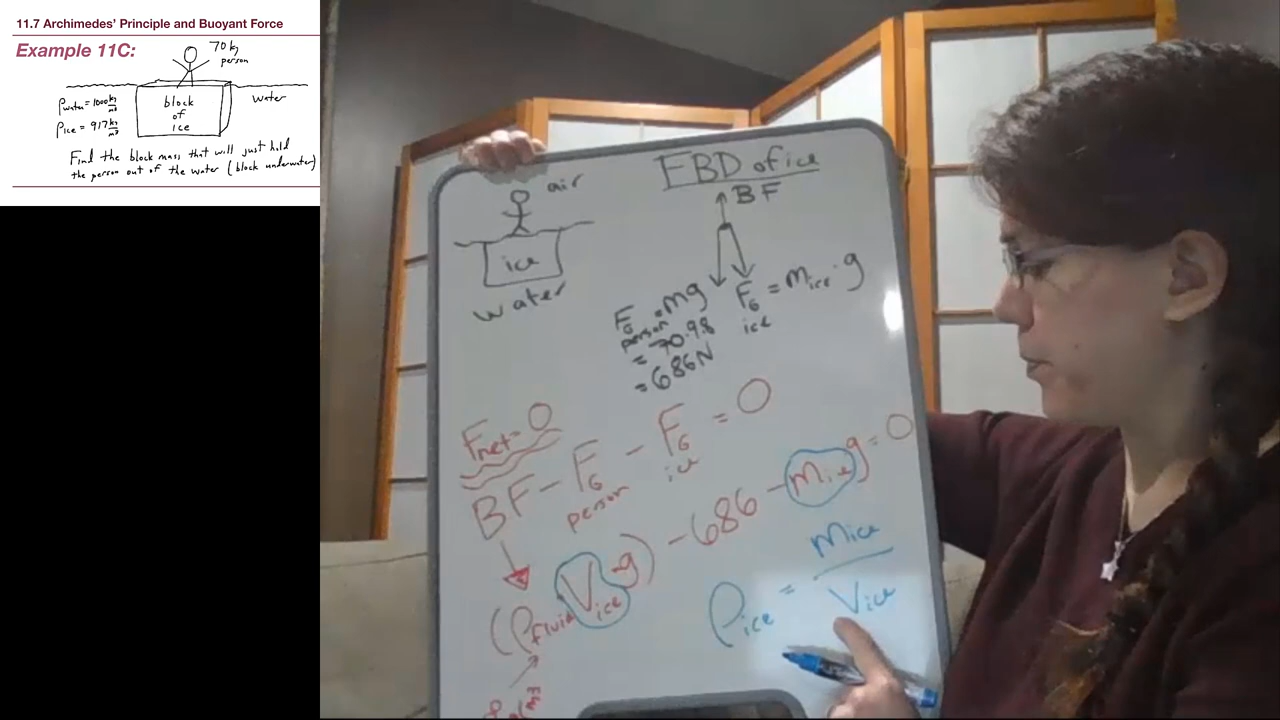 11.7 Archimedes' Principle and Buoyant Force
Example 11C:
70 kg
person
ρwater = 1000 kg/m³
ρice = 917 kg/m³
block
of
ice
water
Find the block mass that will just hold
the person out of the water (block underwater)
air
ice
water
FBD of ice
BF
FG person = mg
= 70·9.8
= 686N
FG ice = mice·g
Fnet = 0
BF - FG person - FG ice = 0
(ρfluid Vice·g) - 686 - mice g = 0
ρice = mice / Vice